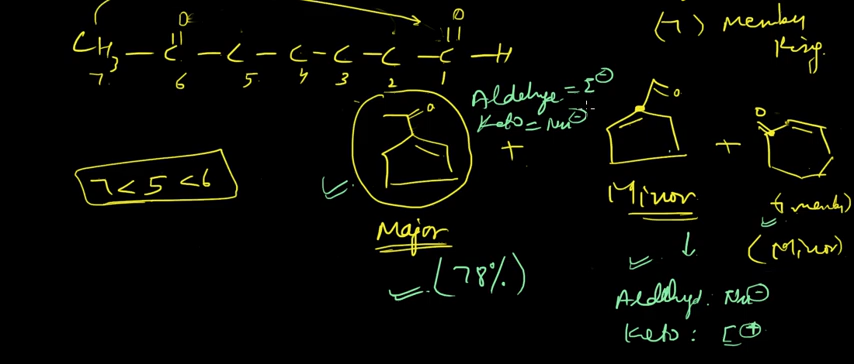 O O
CH3 — C — C — C — C — C — C — H
7 6 5 4 3 2 1
(7) Member
Ring.
Aldehyde = E⊖
Keto = Nu⊖
O
+
O
+
O
7 < 5 < 6
Major
(78%)
Minor
(Minor)
Aldehyd: Nu⊖
Keto: E⊕